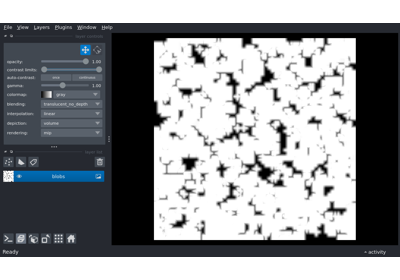 File View Layers Plugins Window Help
opacity: 1.00
contrast limits:
auto-contrast: once continuous
gamma: 1.00
colormap: gray
blending: translucent_no_depth
interpolation: linear
depiction: volume
rendering: mip
blobs
Ready activity